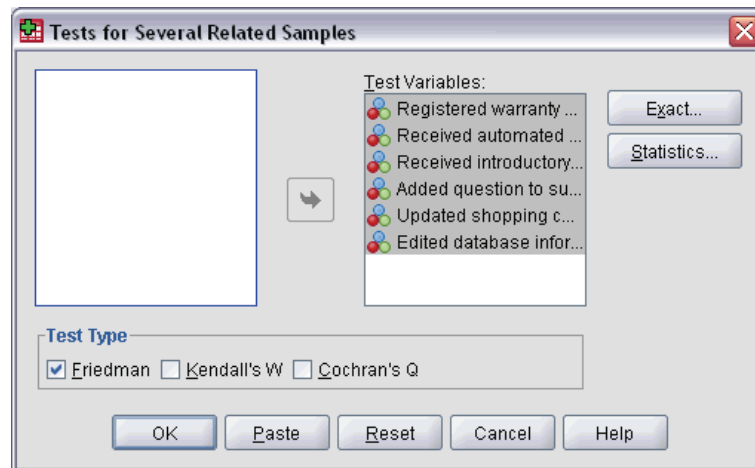 Tests for Several Related Samples
Test Variables:
Registered warranty ...
Received automated ...
Received introductory...
Added question to su...
Updated shopping c...
Edited database infor...
Exact...
Statistics...
Test Type
Friedman Kendall's W Cochran's Q
OK Paste Reset Cancel Help